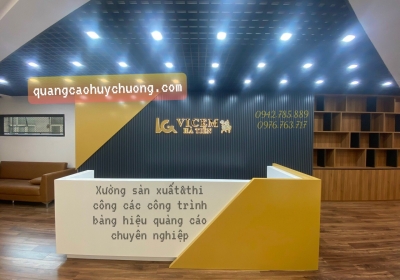 quangcaohuychuong.com
VICEM
HÀ TIÊN
0942.785.889
0976.763.717
Xưởng sản xuất&thi
công các công trình
bảng hiệu quảng cáo
chuyên nghiệp